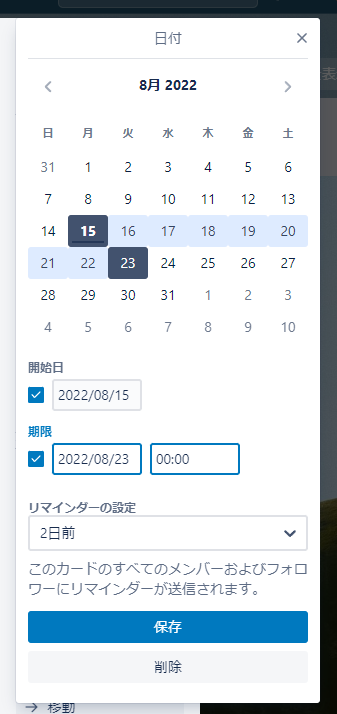 日付
表
8月 2022
日 月 火 水 木 金 土
31 1 2 3 4 5 6
7 8 9 10 11 12 13
14 15 16 17 18 19 20
21 22 23 24 25 26 27
28 29 30 31 1 2 3
4 5 6 7 8 9 10
開始日
2022/08/15
期限
2022/08/23 00:00
リマインダーの設定
2日前
このカードのすべてのメンバーおよびフォロ
ワーにリマインダーが送信されます。
保存
削除
移動